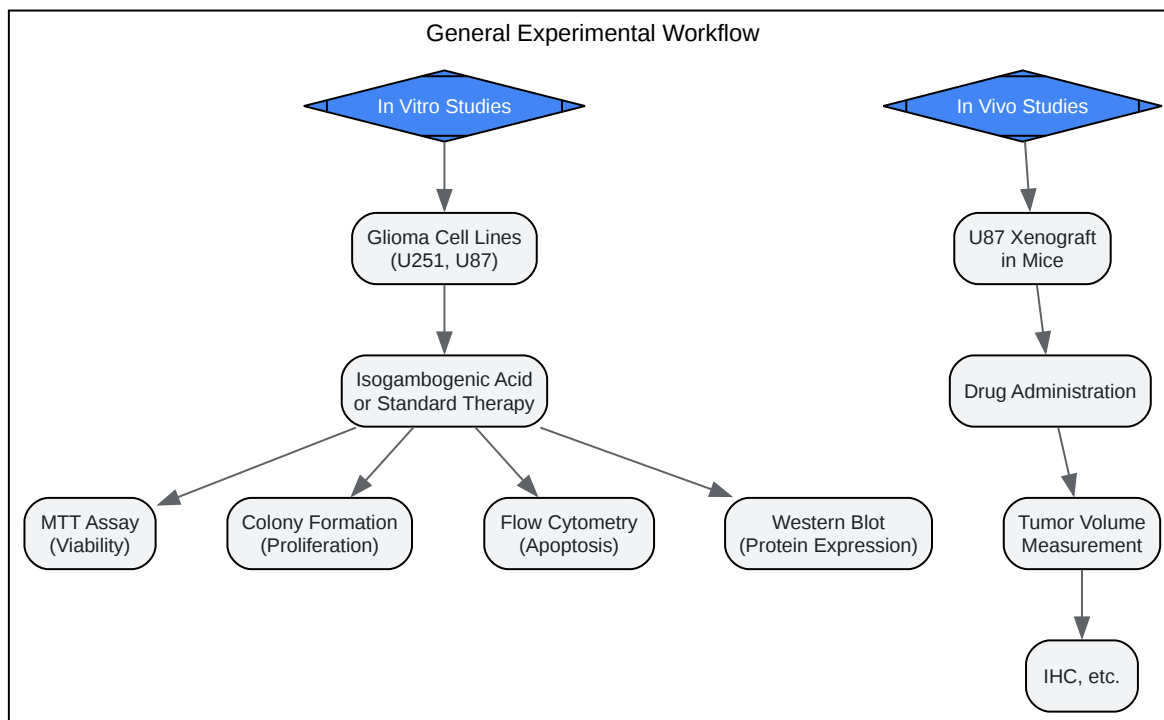 General Experimental Workflow
In Vitro Studies
In Vivo Studies
Glioma Cell Lines
(U251, U87)
U87 Xenograft
in Mice
Isogambogenic Acid
or Standard Therapy
Drug Administration
MTT Assay
(Viability)
Colony Formation
(Proliferation)
Flow Cytometry
(Apoptosis)
Western Blot
(Protein Expression)
Tumor Volume
Measurement
IHC, etc.